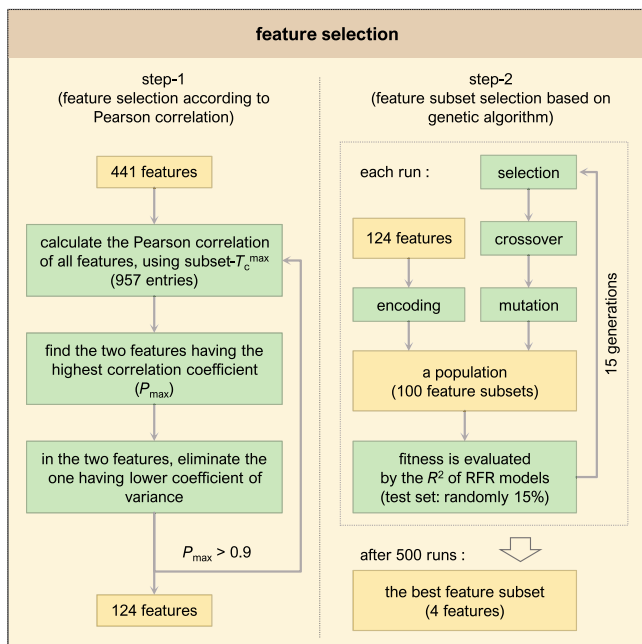 feature selection
step-1
(feature selection according to
Pearson correlation)
441 features
calculate the Pearson correlation
of all features, using subset-Tcmax
(957 entries)
find the two features having the
highest correlation coefficient
(Pmax)
in the two features, eliminate the
one having lower coefficient of
variance
Pmax > 0.9
124 features
step-2
(feature subset selection based on
genetic algorithm)
each run :
selection
124 features
crossover
encoding
mutation
15 generations
a population
(100 feature subsets)
fitness is evaluated
by the R2 of RFR models
(test set: randomly 15%)
after 500 runs :
the best feature subset
(4 features)